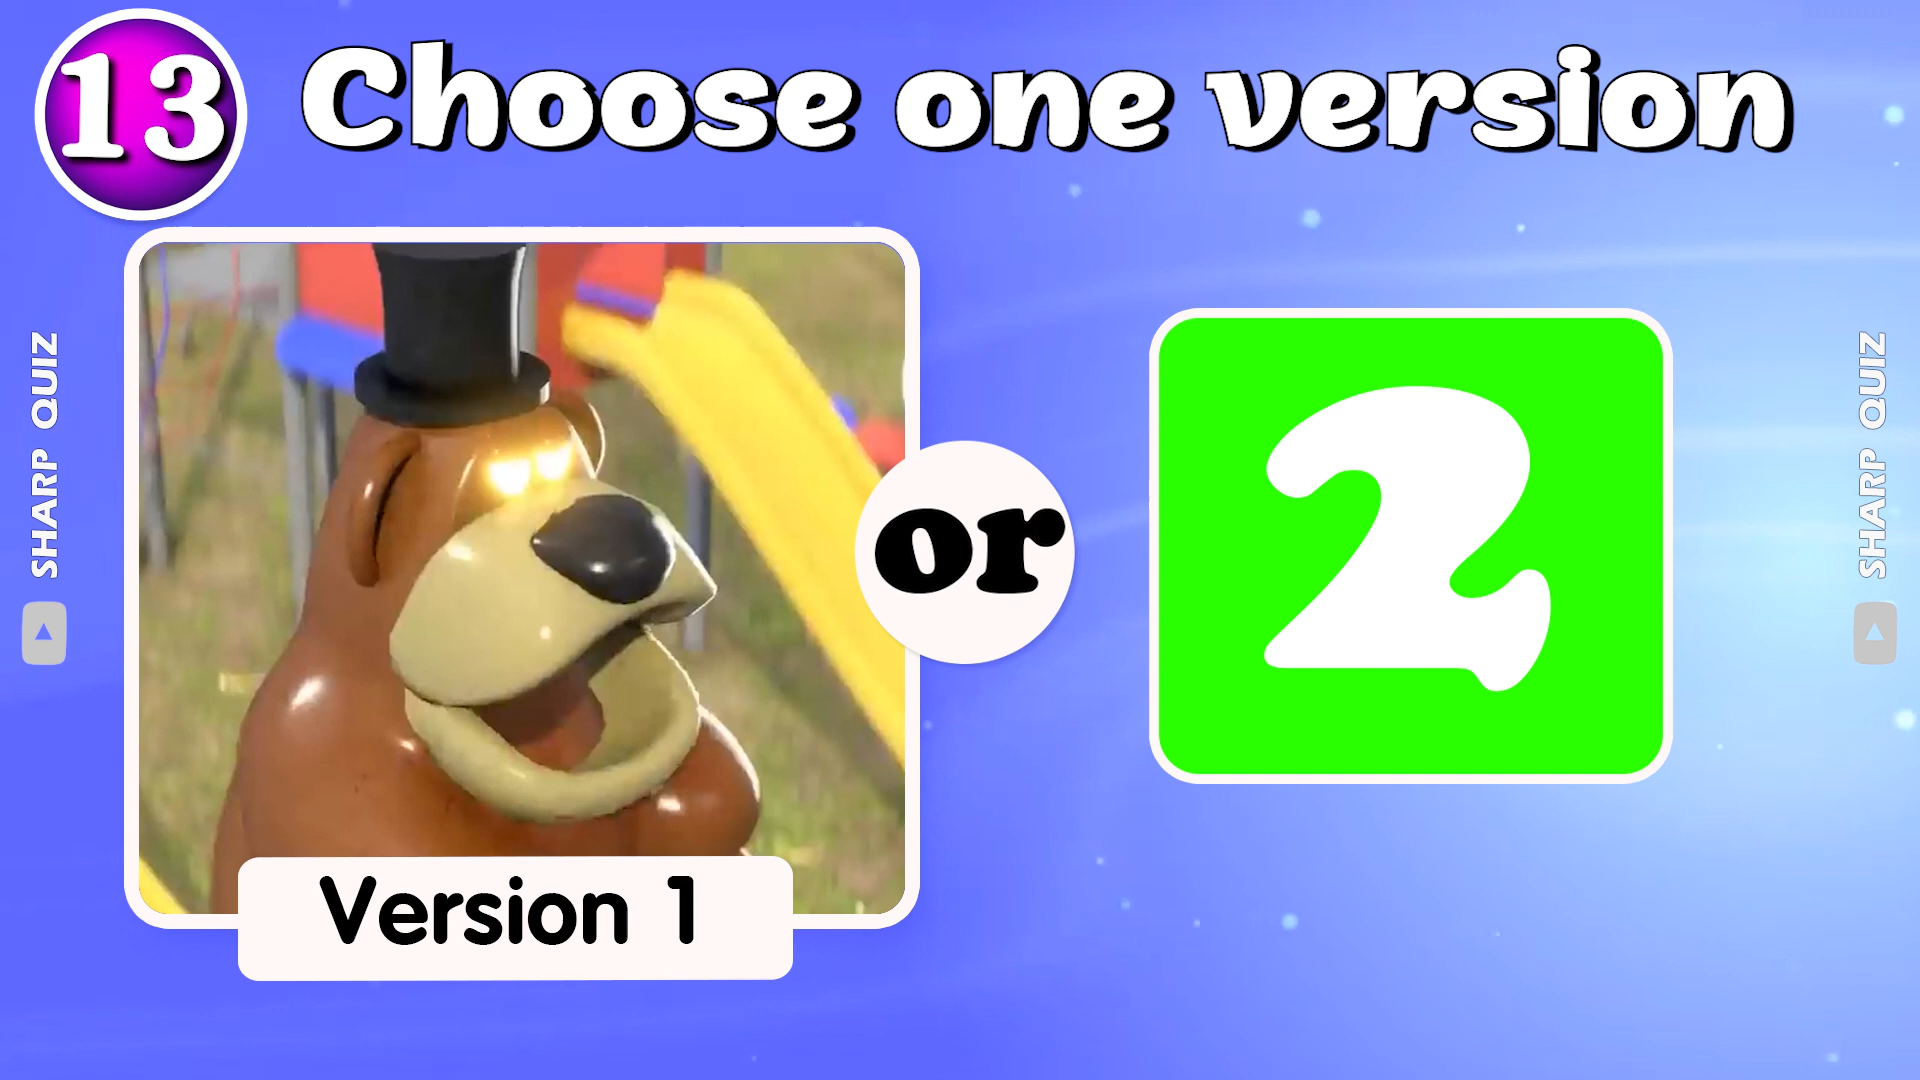 13
Choose one version
SHARP QUIZ
or
2
SHARP QUIZ
Version 1